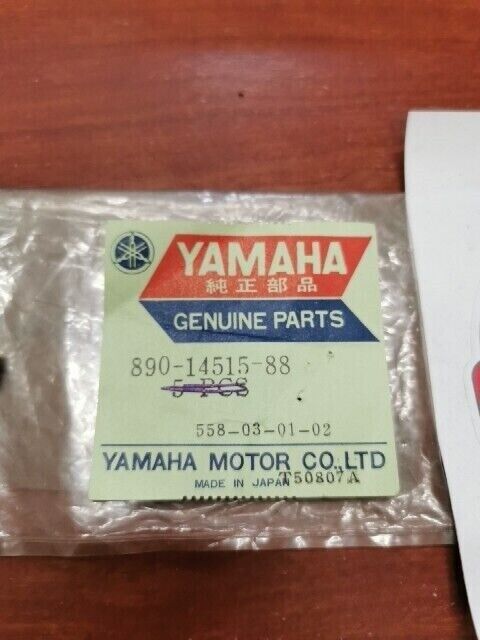 YAMAHA
純正部品
GENUINE PARTS
890-14515-88
5 PCS
558-03-01-02
YAMAHA MOTOR CO.,LTD
MADE IN JAPAN T50807A